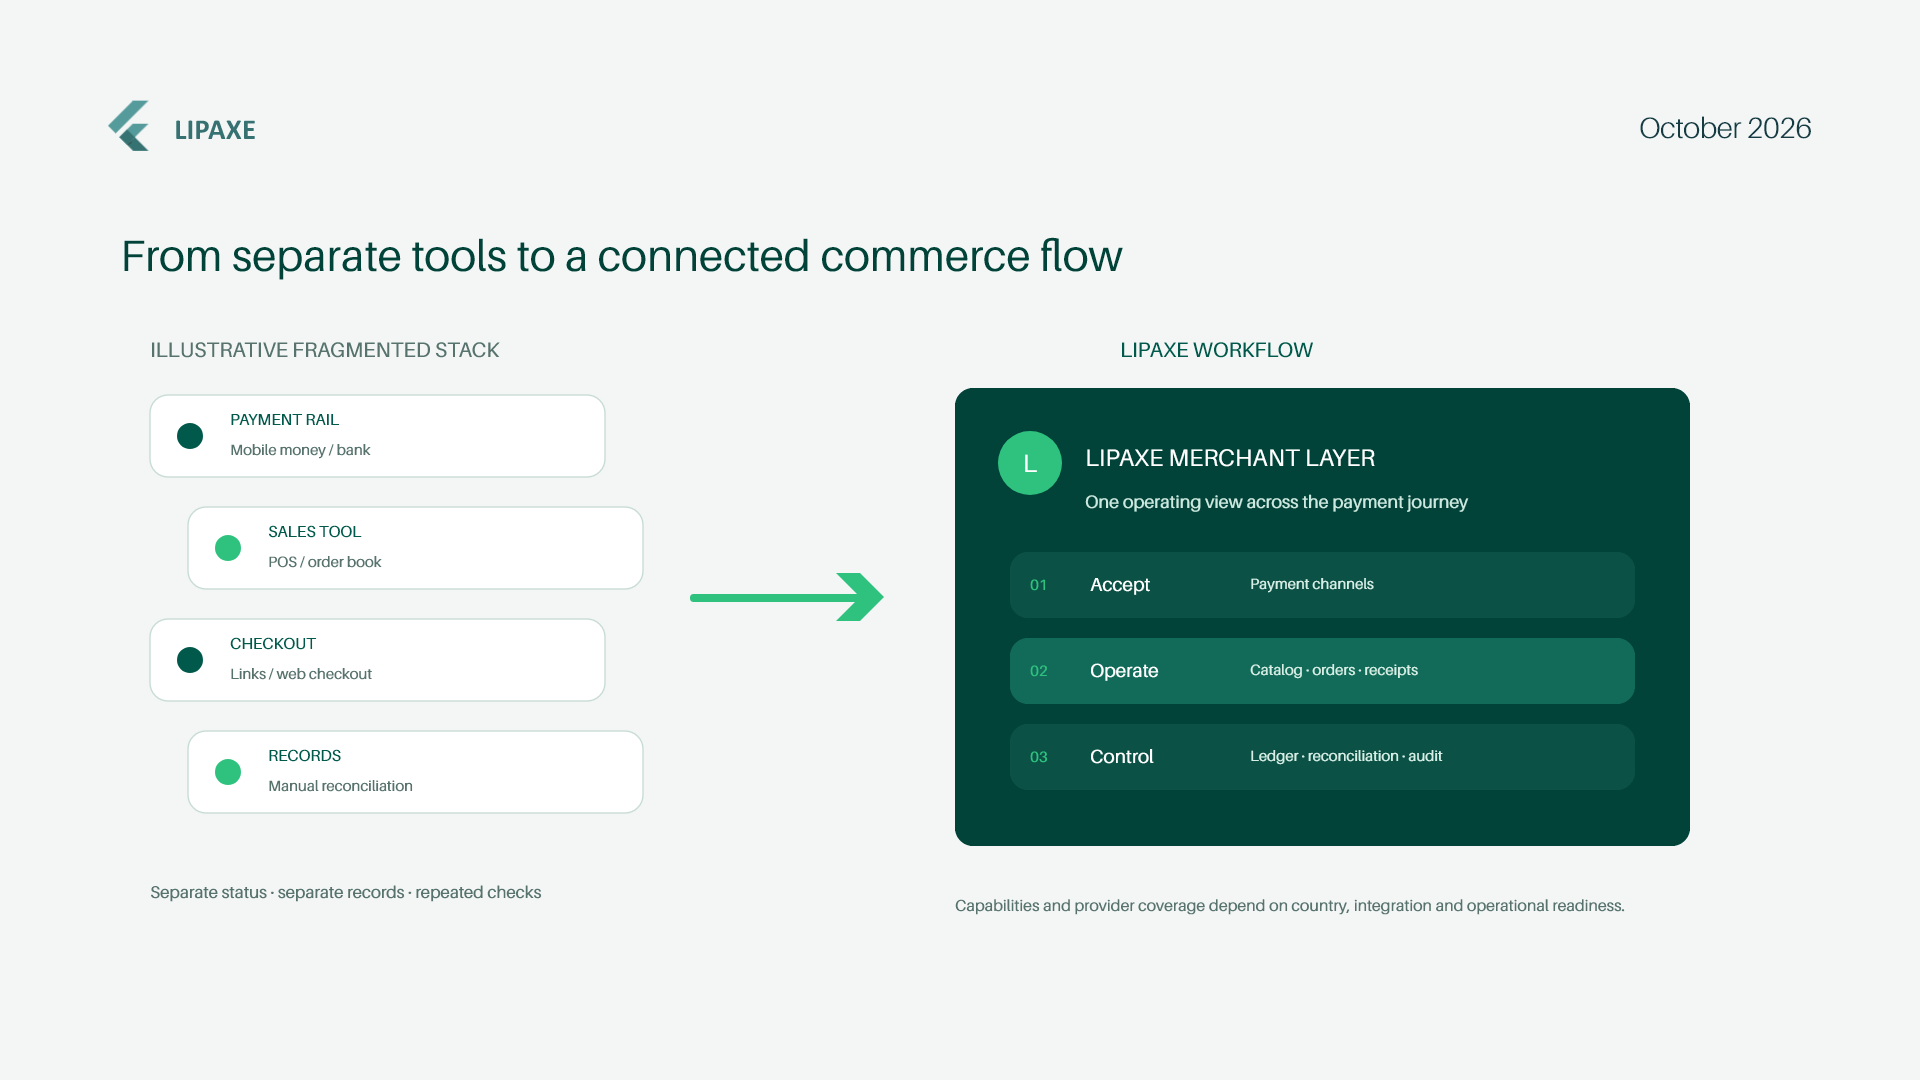 LIPAXE
October 2026
From separate tools to a connected commerce flow
ILLUSTRATIVE FRAGMENTED STACK
PAYMENT RAIL
Mobile money / bank
SALES TOOL
POS / order book
CHECKOUT
Links / web checkout
RECORDS
Manual reconciliation
Separate status · separate records · repeated checks
LIPAXE WORKFLOW
L
LIPAXE MERCHANT LAYER
One operating view across the payment journey
01 Accept Payment channels
02 Operate Catalog · orders · receipts
03 Control Ledger · reconciliation · audit
Capabilities and provider coverage depend on country, integration and operational readiness.